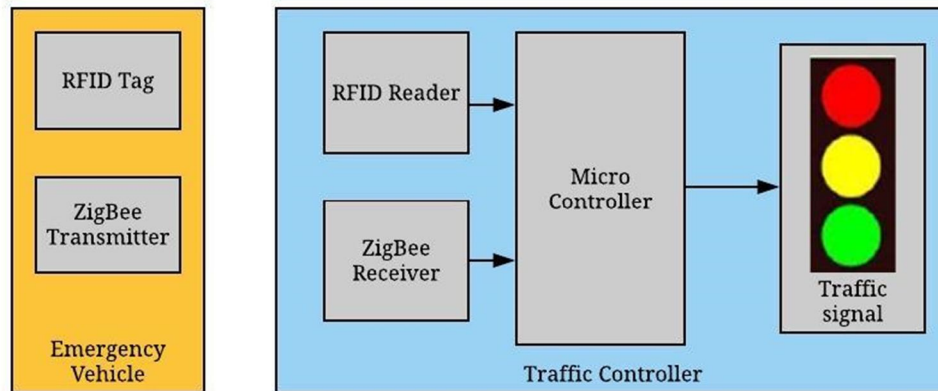 RFID Tag
ZigBee
Transmitter
Emergency
Vehicle
RFID Reader
ZigBee
Receiver
Micro
Controller
Traffic
signal
Traffic Controller